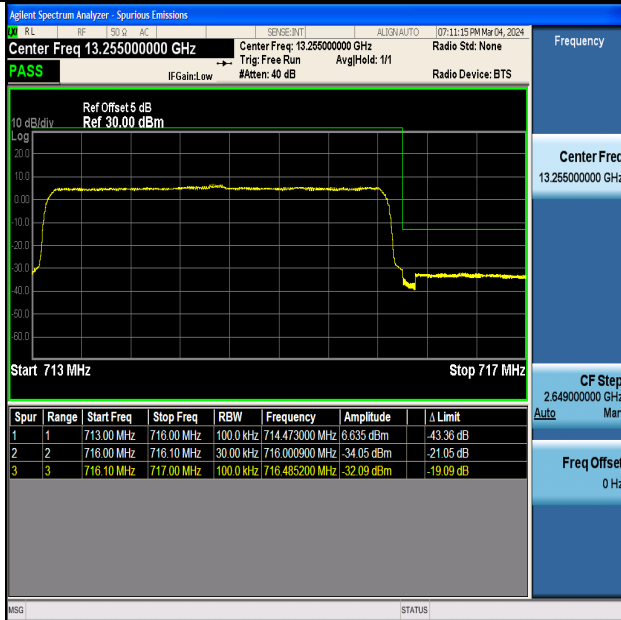 Agilent Spectrum Analyzer - Spurious Emissions
RL RF 50 Ω AC SENSE:INT ALIGN AUTO 07:11:15 PM Mar 04, 2024
Center Freq 13.255000000 GHz
Center Freq: 13.255000000 GHz
Radio Std: None
Trig: Free Run Avg|Hold: 1/1
PASS
IFGain:Low
#Atten: 40 dB
Radio Device: BTS
Ref Offset 5 dB
10 dB/div Ref 30.00 dBm
Log
20.0
10.0
0.00
-10.0
-20.0
-30.0
-40.0
-50.0
-60.0
Start 713 MHz Stop 717 MHz
Spur Range Start Freq Stop Freq RBW Frequency Amplitude Δ Limit
1 1 713.00 MHz 716.00 MHz 100.0 kHz 714.473000 MHz 6.635 dBm -43.36 dB
2 2 716.00 MHz 716.10 MHz 30.00 kHz 716.000900 MHz -34.05 dBm -21.05 dB
3 3 716.10 MHz 717.00 MHz 100.0 kHz 716.485200 MHz -32.09 dBm -19.09 dB
MSG STATUS
Frequency
Center Freq
13.255000000 GHz
CF Step
2.649000000 GHz
Auto Man
Freq Offset
0 Hz